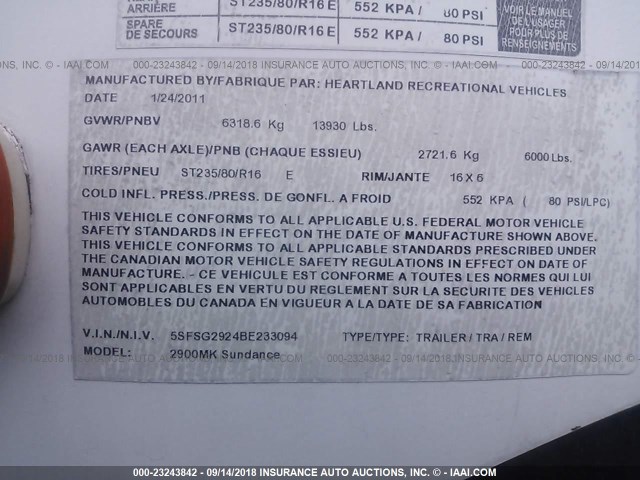 ARRIÈRE ST235/80/R16 E 552 KPA / 80 PSI
SPARE
DE SECOURS ST235/80/R16 E 552 KPA / 80 PSI
VOIR LE MANUEL
DE L'USAGER
POUR PLUS DE
RENSEIGNEMENTS
MANUFACTURED BY/FABRIQUE PAR: HEARTLAND RECREATIONAL VEHICLES
DATE 1/24/2011
GVWR/PNBV 6318.6 Kg 13930 Lbs.
GAWR (EACH AXLE)/PNB (CHAQUE ESSIEU) 2721.6 Kg 6000 Lbs.
TIRES/PNEU ST235/80/R16 E RIM/JANTE 16 X 6
COLD INFL. PRESS./PRESS. DE GONFL. A FROID 552 KPA ( 80 PSI/LPC)
THIS VEHICLE CONFORMS TO ALL APPLICABLE U.S. FEDERAL MOTOR VEHICLE
SAFETY STANDARDS IN EFFECT ON THE DATE OF MANUFACTURE SHOWN ABOVE.
THIS VEHICLE CONFORMS TO ALL APPLICABLE STANDARDS PRESCRIBED UNDER
THE CANADIAN MOTOR VEHICLE SAFETY REGULATIONS IN EFFECT ON DATE OF
MANUFACTURE. - CE VEHICULE EST CONFORME A TOUTES LES NORMES QUI LUI
SONT APPLICABLES EN VERTU DU REGLEMENT SUR LA SECURITE DES VEHICLES
AUTOMOBILES DU CANADA EN VIGUEUR A LA DATE DE SA FABRICATION
V.I.N./N.I.V. 5SFSG2924BE233094 TYPE/TYPE: TRAILER / TRA / REM
MODEL: 2900MK Sundance
000-23243842 - 09/14/2018 INSURANCE AUTO AUCTIONS, INC. - © IAAI.COM